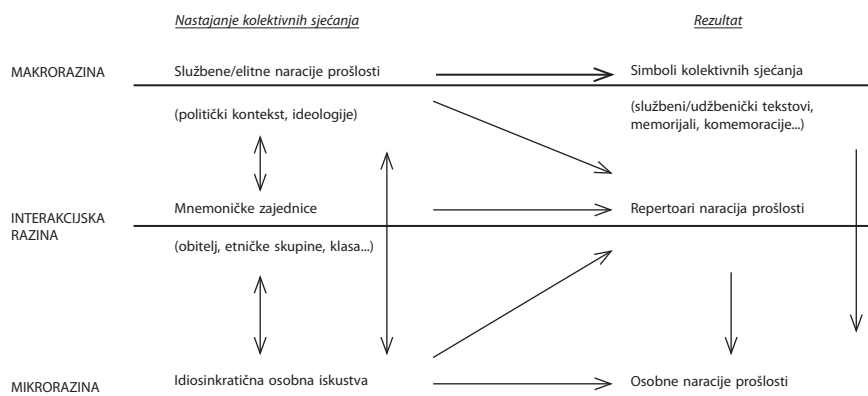 Nastajanje kolektivnih sjećanja
Rezultat
MAKRORAZINA
Službene/elitne naracije prošlosti
Simboli kolektivnih sjećanja
(politički kontekst, ideologije)
(službeni/udžbenički tekstovi,
memorijali, komemoracije...)
INTERAKCIJSKA
RAZINA
Mnemoničke zajednice
Repertoari naracija prošlosti
(obitelj, etničke skupine, klasa...)
MIKRORAZINA
Idiosinkratična osobna iskustva
Osobne naracije prošlosti